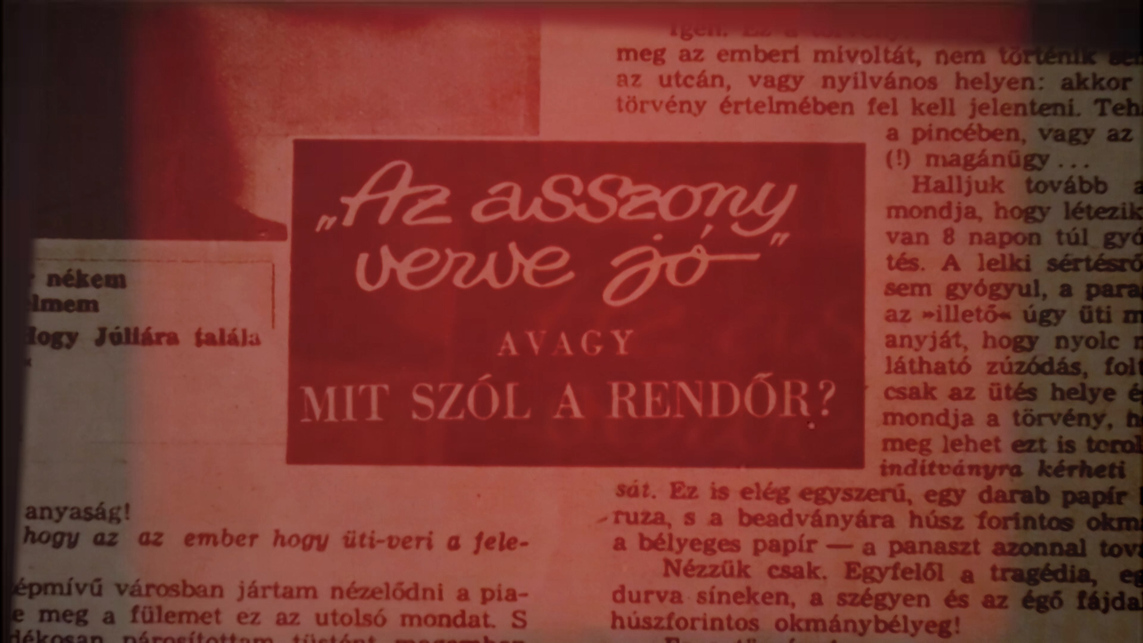 „Az asszony
verve jó”
AVAGY
MIT SZÓL A RENDŐR?
nékem
Júliára talála
anyaság!
hogy az az ember hogy üti-veri a fele-
városban jártam nézelődni a pia-
meg a fülemet ez az utolsó mondat. S
párosítottam tüstént magamban
meg az emberi mivoltát, nem történik
az utcán, vagy nyilvános helyen: akkor
törvény értelmében fel kell jelenteni.
a pincében, vagy az
(!) magánügy...
Halljuk tovább
mondja, hogy létezik
van 8 napon túl
tés. A lelki
sem gyógyul, a
az »illető« úgy üti
anyját, hogy nyolc
látható zúzódás,
csak az ütés helye
mondja a törvény,
meg lehet ezt is
indítványra kérheti
sát. Ez is elég egyszerű, egy darab papír
ruza, s a beadványára húsz forintos
a bélyeges papír — a panaszt azonnal
Nézzük csak. Egyfelől a tragédia,
durva síneken, a szégyen és az égő
húszforintos okmánybélyeg!